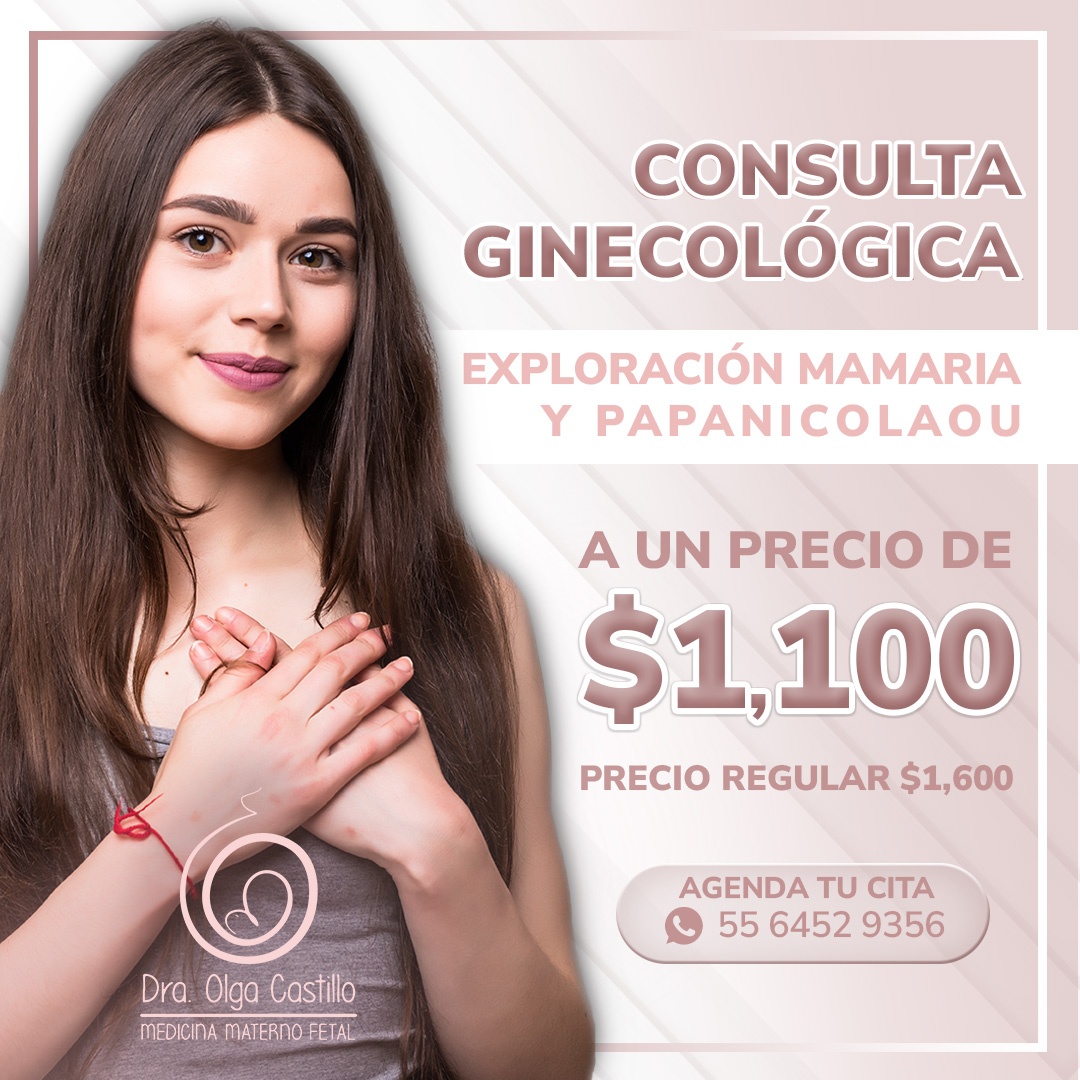 CONSULTA
GINECOLÓGICA
EXPLORACIÓN MAMARIA
Y PAPANICOLAOU
A UN PRECIO DE
$1,100
PRECIO REGULAR $1,600
AGENDA TU CITA
55 6452 9356
Dra. Olga Castillo
MEDICINA MATERNO FETAL